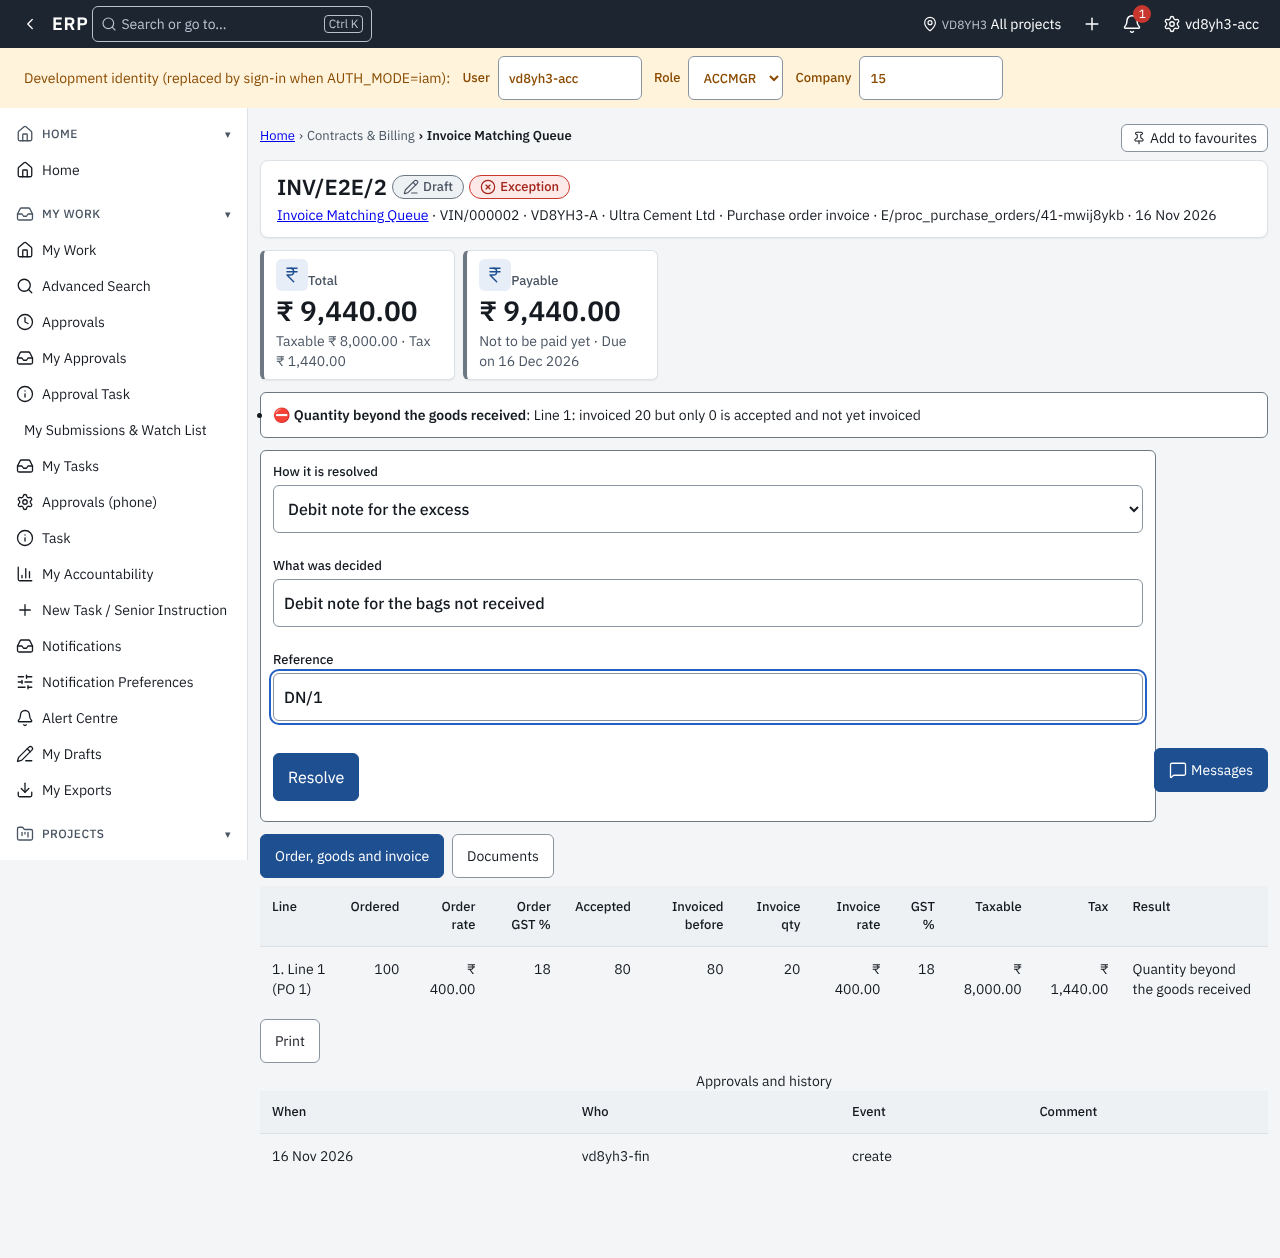 ERP
Search or go to...
Ctrl K
VD8YH3 All projects
1
vd8yh3-acc
Development identity (replaced by sign-in when AUTH_MODE=iam):
User
vd8yh3-acc
Role
ACCMGR
Company
15
HOME
Home
MY WORK
My Work
Advanced Search
Approvals
My Approvals
Approval Task
My Submissions & Watch List
My Tasks
Approvals (phone)
Task
My Accountability
New Task / Senior Instruction
Notifications
Notification Preferences
Alert Centre
My Drafts
My Exports
PROJECTS
Home › Contracts & Billing › Invoice Matching Queue
Add to favourites
INV/E2E/2
Draft
Exception
Invoice Matching Queue · VIN/000002 · VD8YH3-A · Ultra Cement Ltd · Purchase order invoice · E/proc_purchase_orders/41-mwij8ykb · 16 Nov 2026
₹ Total
₹ 9,440.00
Taxable ₹ 8,000.00 · Tax
₹ 1,440.00
₹ Payable
₹ 9,440.00
Not to be paid yet · Due
on 16 Dec 2026
Quantity beyond the goods received: Line 1: invoiced 20 but only 0 is accepted and not yet invoiced
How it is resolved
Debit note for the excess
What was decided
Debit note for the bags not received
Reference
DN/1
Resolve
Messages
Order, goods and invoice
Documents
Line
Ordered
Order
rate
Order
GST %
Accepted
Invoiced
before
Invoice
qty
Invoice
rate
GST
%
Taxable
Tax
Result
1. Line 1
(PO 1)
100
₹
400.00
18
80
80
20
₹
400.00
18
₹
8,000.00
₹
1,440.00
Quantity beyond
the goods received
Print
Approvals and history
When
Who
Event
Comment
16 Nov 2026
vd8yh3-fin
create